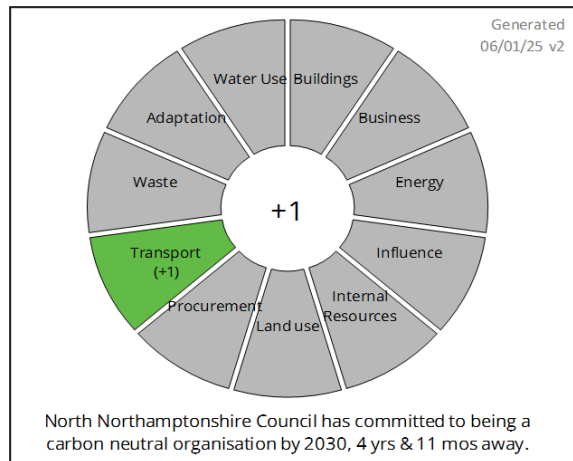 Generated
06/01/25 v2
Water Use
Buildings
Adaptation
Business
Waste
Energy
+1
Transport
(+1)
Influence
Procurement
Internal
Resources
Land use
North Northamptonshire Council has committed to being a
carbon neutral organisation by 2030, 4 yrs & 11 mos away.